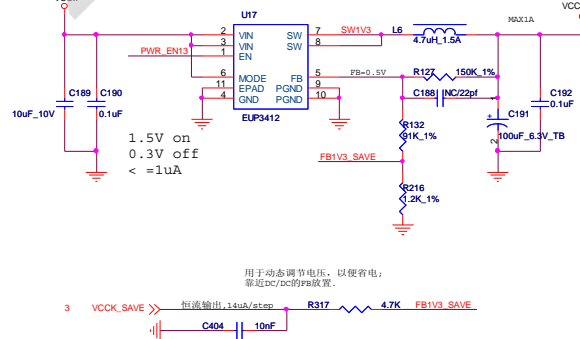 U17
VCC
2 VIN SW 7 SW1V3 L6
3 VIN SW 8
4.7uH_1.5A
MAX1A
PWR_EN13 1 EN
6 MODE FB 5 FB=0.5V R127 150K_1%
11 EPAD PGND 9
4 GND PGND 10
EUP3412
C189
10uF_10V
C190
0.1uF
C188 NC/22pf
C191
100uF_6.3V_TB
1
2
C192
0.1uF
R132
91K_1%
1.5V on
0.3V off
< =1uA
FB1V3_SAVE
R216
1.2K_1%
用于动态调节电压, 以便省电;
靠近DC/DC的FB放置.
3 VCCK_SAVE 恒流输出,14uA/step R317 4.7K FB1V3_SAVE
C404 10nF